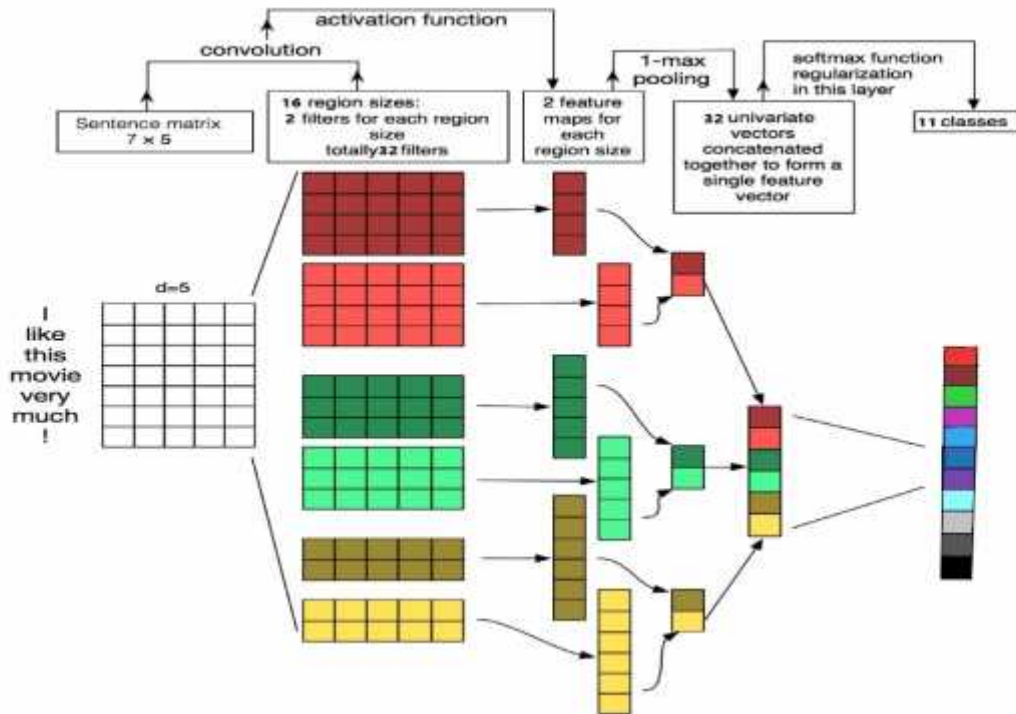 activation function
convolution
1-max
pooling
softmax function
regularization
in this layer
Sentence matrix
7 x 5
16 region sizes:
2 filters for each region
size
totally32 filters
2 feature
maps for
each
region size
32 univariate
vectors
concatenated
together to form a
single feature
vector
11 classes
d=5
I
like
this
movie
very
much
!